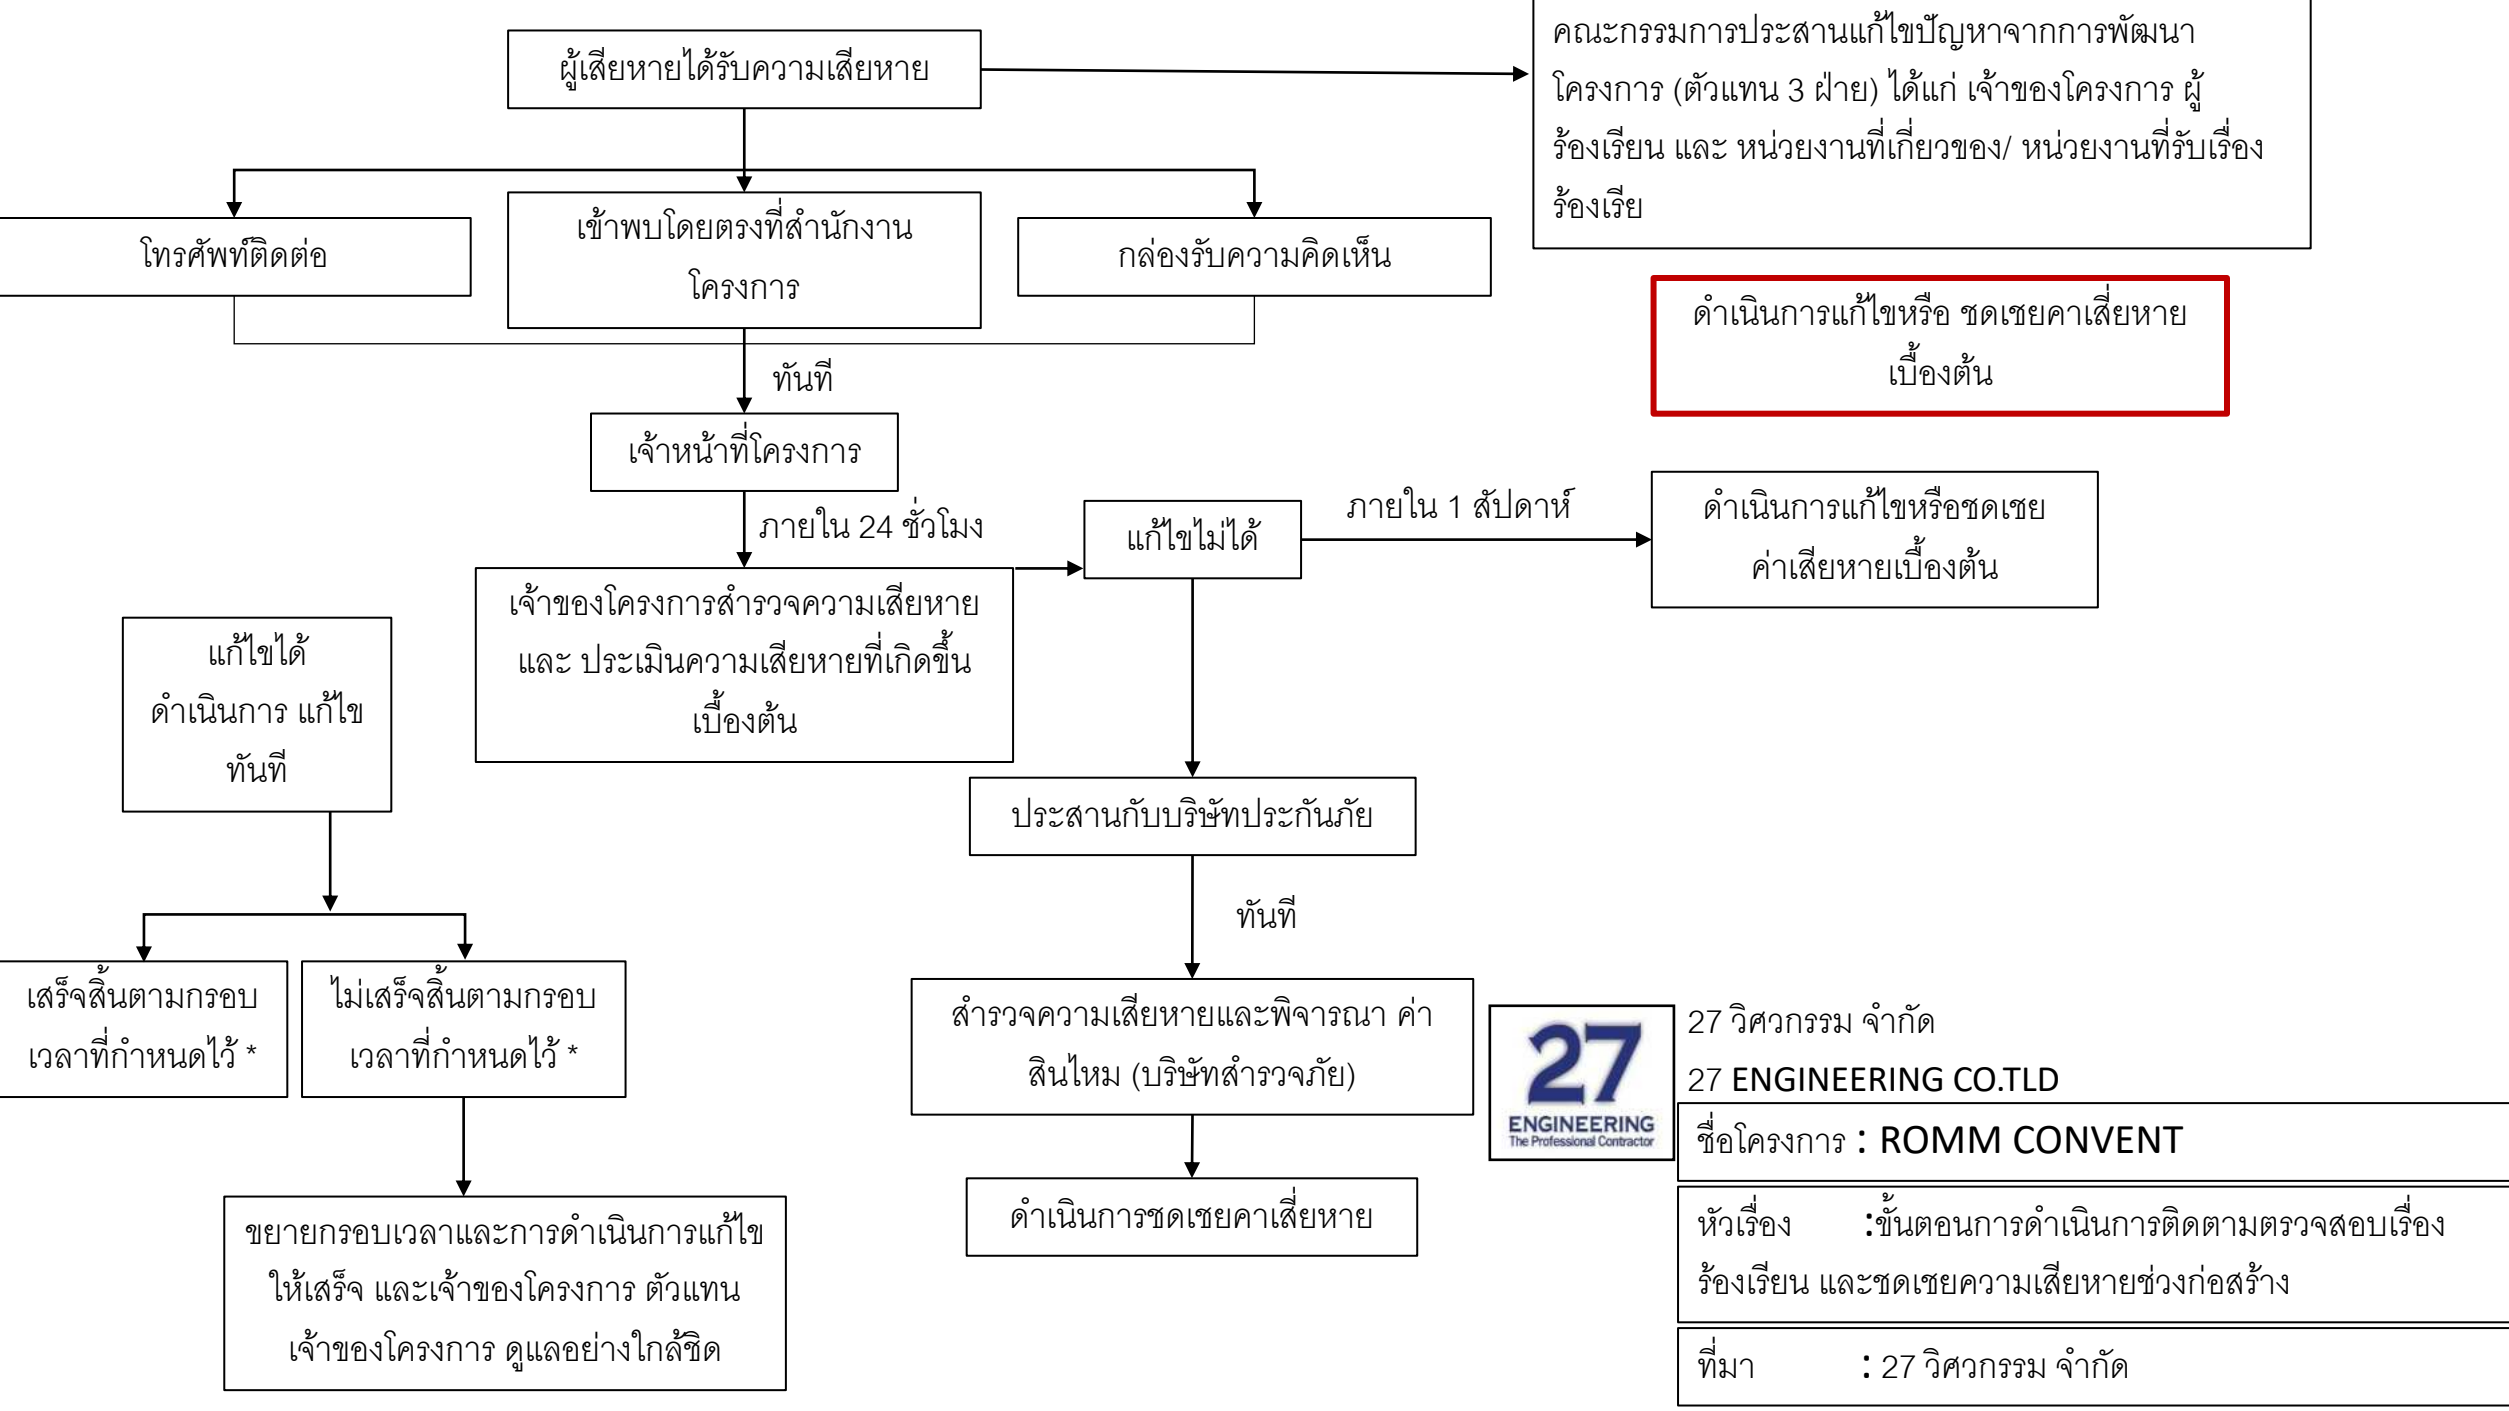 ผู้เสียหายได้รับความเสียหาย
คณะกรรมการประสานแก้ไขปัญหาจากการพัฒนา
โครงการ (ตัวแทน 3 ฝ่าย) ได้แก่ เจ้าของโครงการ ผู้
ร้องเรียน และ หน่วยงานที่เกี่ยวของ/ หน่วยงานที่รับเรื่อง
ร้องเรีย
โทรศัพท์ติดต่อ
เข้าพบโดยตรงที่สำนักงาน
โครงการ
กล่องรับความคิดเห็น
ดำเนินการแก้ไขหรือ ชดเชยคาเสี่ยหาย
เบื้องต้น
ทันที
เจ้าหน้าที่โครงการ
ภายใน 24 ชั่วโมง
แก้ไขไม่ได้
ภายใน 1 สัปดาห์
ดำเนินการแก้ไขหรือชดเชย
ค่าเสียหายเบื้องต้น
เจ้าของโครงการสำรวจความเสียหาย
และ ประเมินความเสียหายที่เกิดขึ้น
เบื้องต้น
แก้ไขได้
ดำเนินการ แก้ไข
ทันที
ประสานกับบริษัทประกันภัย
ทันที
เสร็จสิ้นตามกรอบ
เวลาที่กำหนดไว้ *
ไม่เสร็จสิ้นตามกรอบ
เวลาที่กำหนดไว้ *
สำรวจความเสียหายและพิจารณา ค่า
สินไหม (บริษัทสำรวจภัย)
ขยายกรอบเวลาและการดำเนินการแก้ไข
ให้เสร็จ และเจ้าของโครงการ ตัวแทน
เจ้าของโครงการ ดูแลอย่างใกล้ชิด
ดำเนินการชดเชยคาเสี่ยหาย
27
ENGINEERING
The Professional Contractor
27 วิศวกรรม จำกัด
27 ENGINEERING CO.TLD
ชื่อโครงการ : ROMM CONVENT
หัวเรื่อง :ขั้นตอนการดำเนินการติดตามตรวจสอบเรื่อง
ร้องเรียน และชดเชยความเสียหายช่วงก่อสร้าง
ที่มา : 27 วิศวกรรม จำกัด